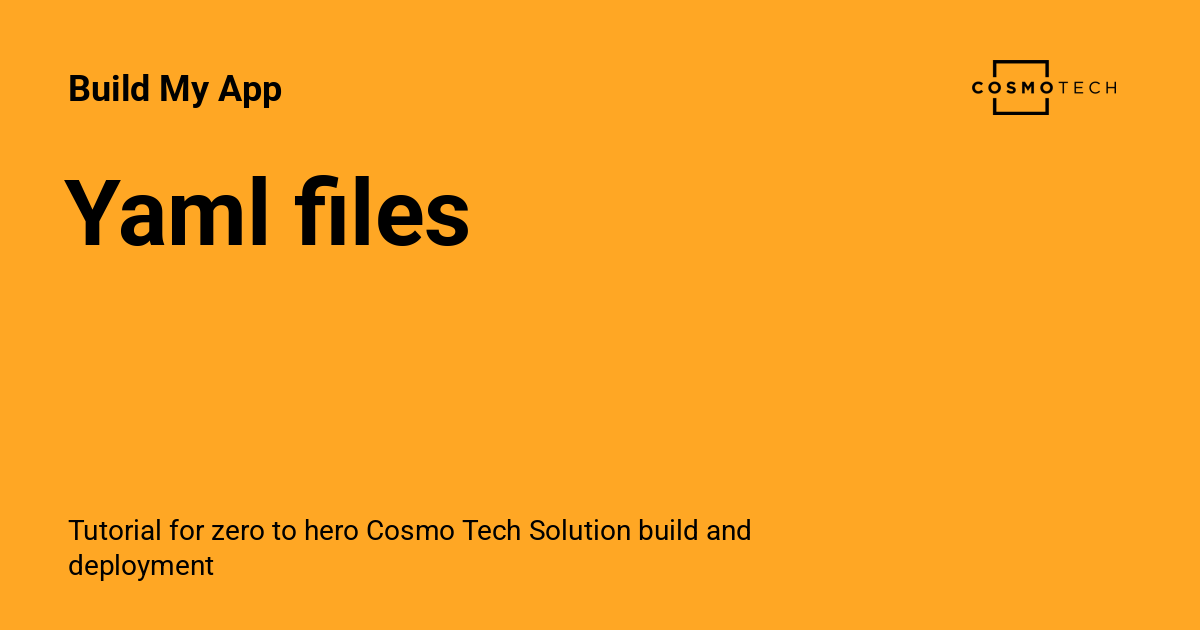 Build My App
COSMOTECH
Yaml files
Tutorial for zero to hero Cosmo Tech Solution build and
deployment